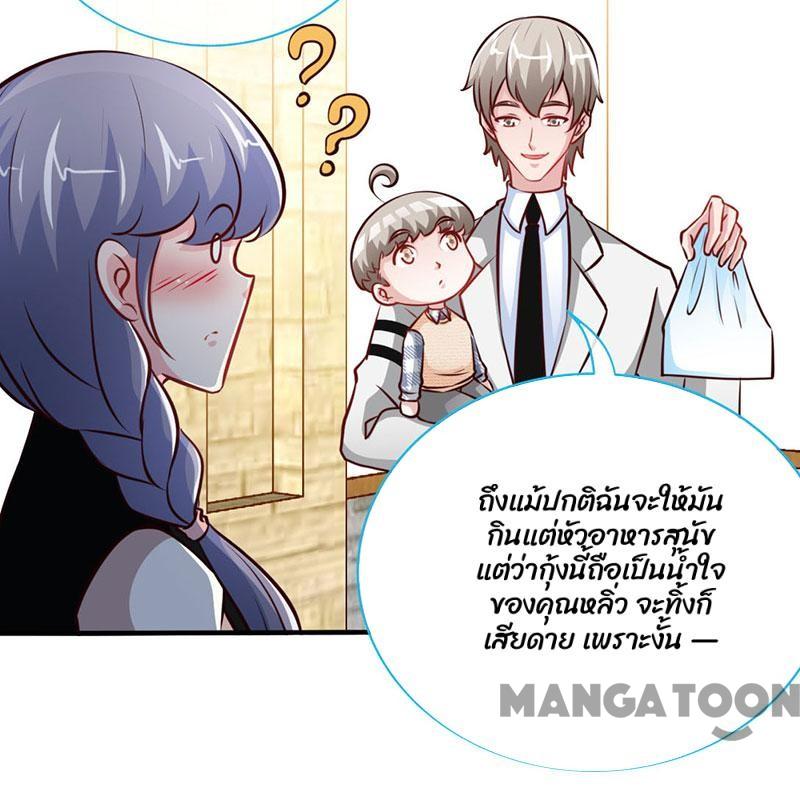 ? ?
ถึงแม้ปกติฉันจะให้มัน
กินแต่หัวอาหารสุนัข
แต่ว่ากุ้งนี้ถือเป็นน้ำใจ
ของคุณหลิ่ว จะทิ้งก็
เสียดาย เพราะงั้น —
MANGATOON